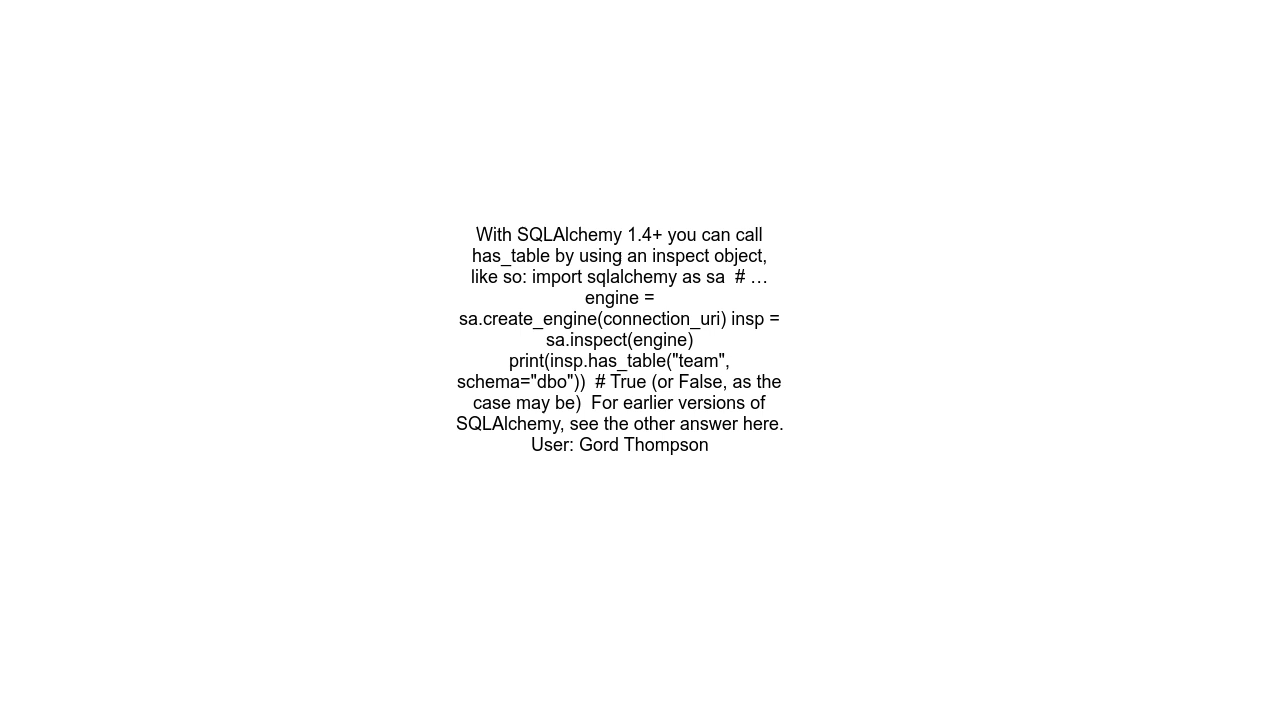 With SQLAlchemy 1.4+ you can call
has_table by using an inspect object,
like so: import sqlalchemy as sa  # …
engine =
sa.create_engine(connection_uri) insp =
sa.inspect(engine)
print(insp.has_table("team",
schema="dbo"))  # True (or False, as the
case may be)  For earlier versions of
SQLAlchemy, see the other answer here.
User: Gord Thompson